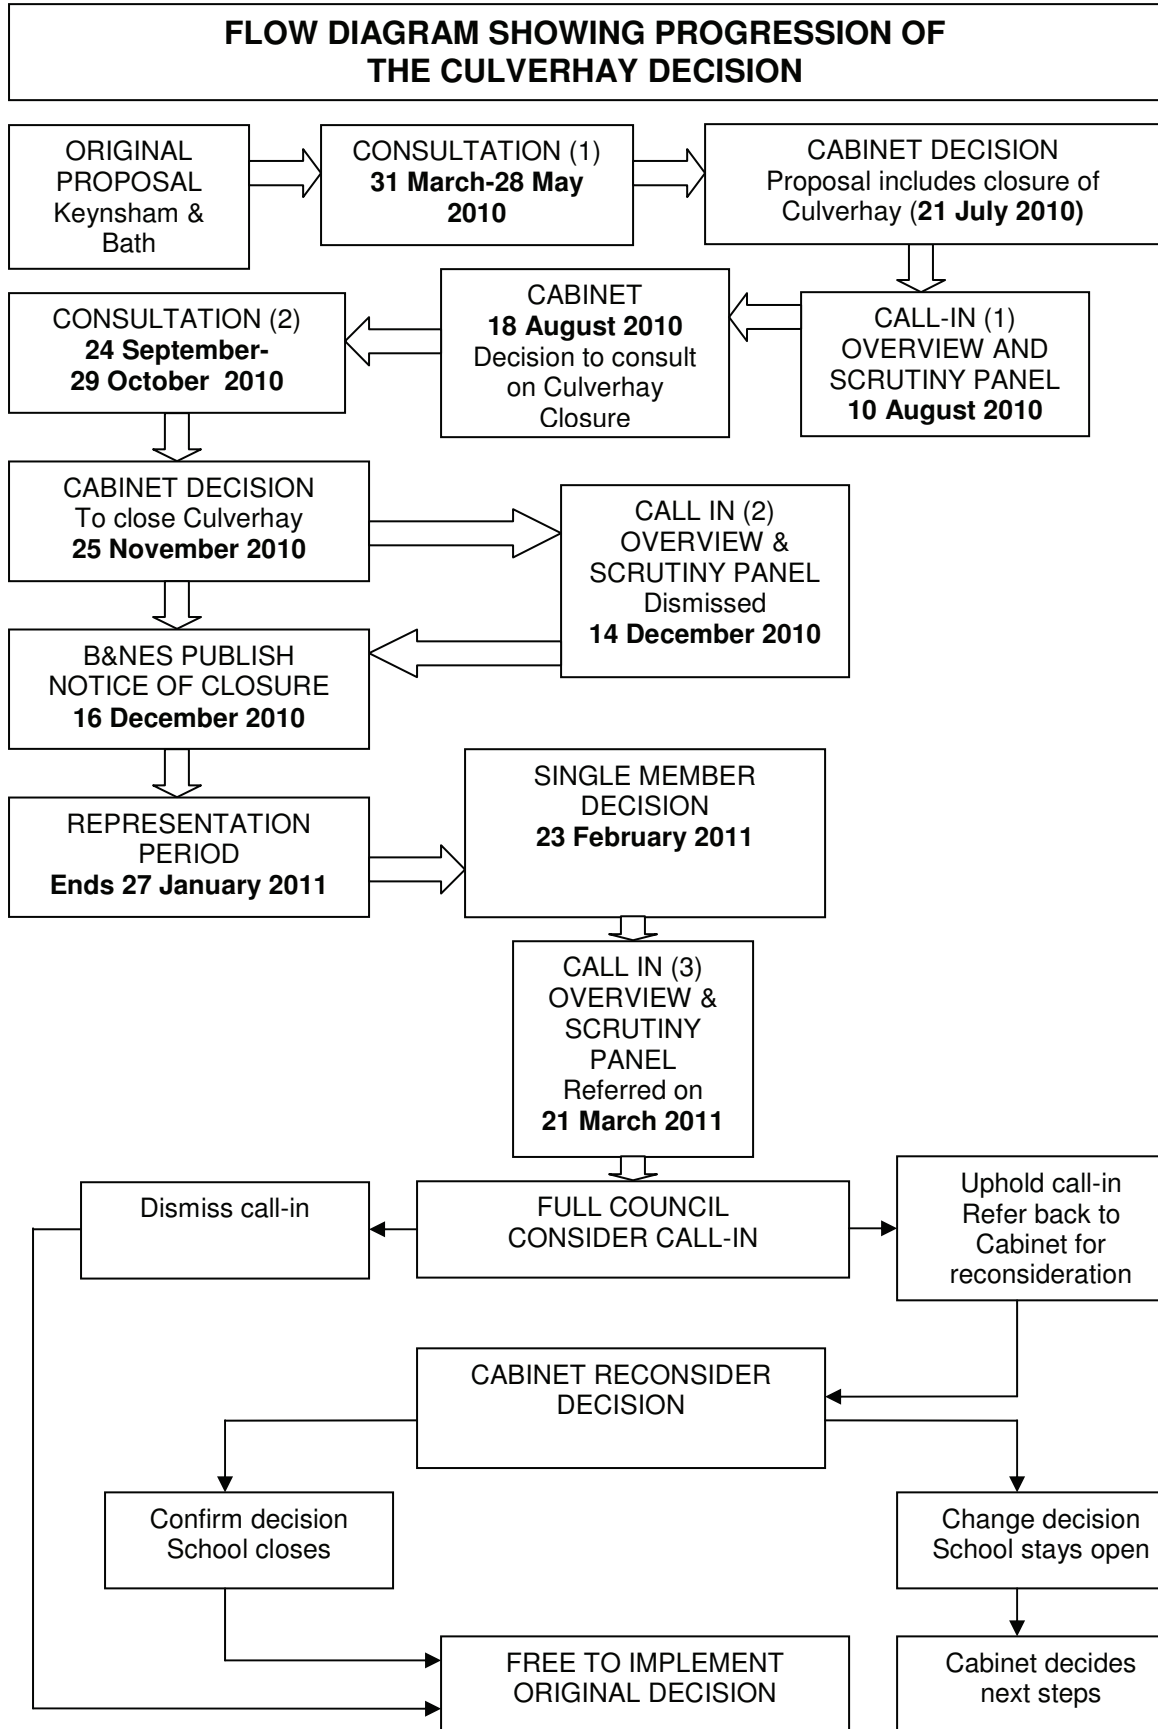 FLOW DIAGRAM SHOWING PROGRESSION OF
THE CULVERHAY DECISION
ORIGINAL
PROPOSAL
Keynsham &
Bath
CONSULTATION (1)
31 March-28 May
2010
CABINET DECISION
Proposal includes closure of
Culverhay (21 July 2010)
CALL-IN (1)
OVERVIEW AND
SCRUTINY PANEL
10 August 2010
CABINET
18 August 2010
Decision to consult
on Culverhay
Closure
CONSULTATION (2)
24 September-
29 October 2010
CABINET DECISION
To close Culverhay
25 November 2010
CALL IN (2)
OVERVIEW &
SCRUTINY PANEL
Dismissed
14 December 2010
B&NES PUBLISH
NOTICE OF CLOSURE
16 December 2010
REPRESENTATION
PERIOD
Ends 27 January 2011
SINGLE MEMBER
DECISION
23 February 2011
CALL IN (3)
OVERVIEW &
SCRUTINY
PANEL
Referred on
21 March 2011
FULL COUNCIL
CONSIDER CALL-IN
Dismiss call-in
Uphold call-in
Refer back to
Cabinet for
reconsideration
CABINET RECONSIDER
DECISION
Confirm decision
School closes
Change decision
School stays open
FREE TO IMPLEMENT
ORIGINAL DECISION
Cabinet decides
next steps